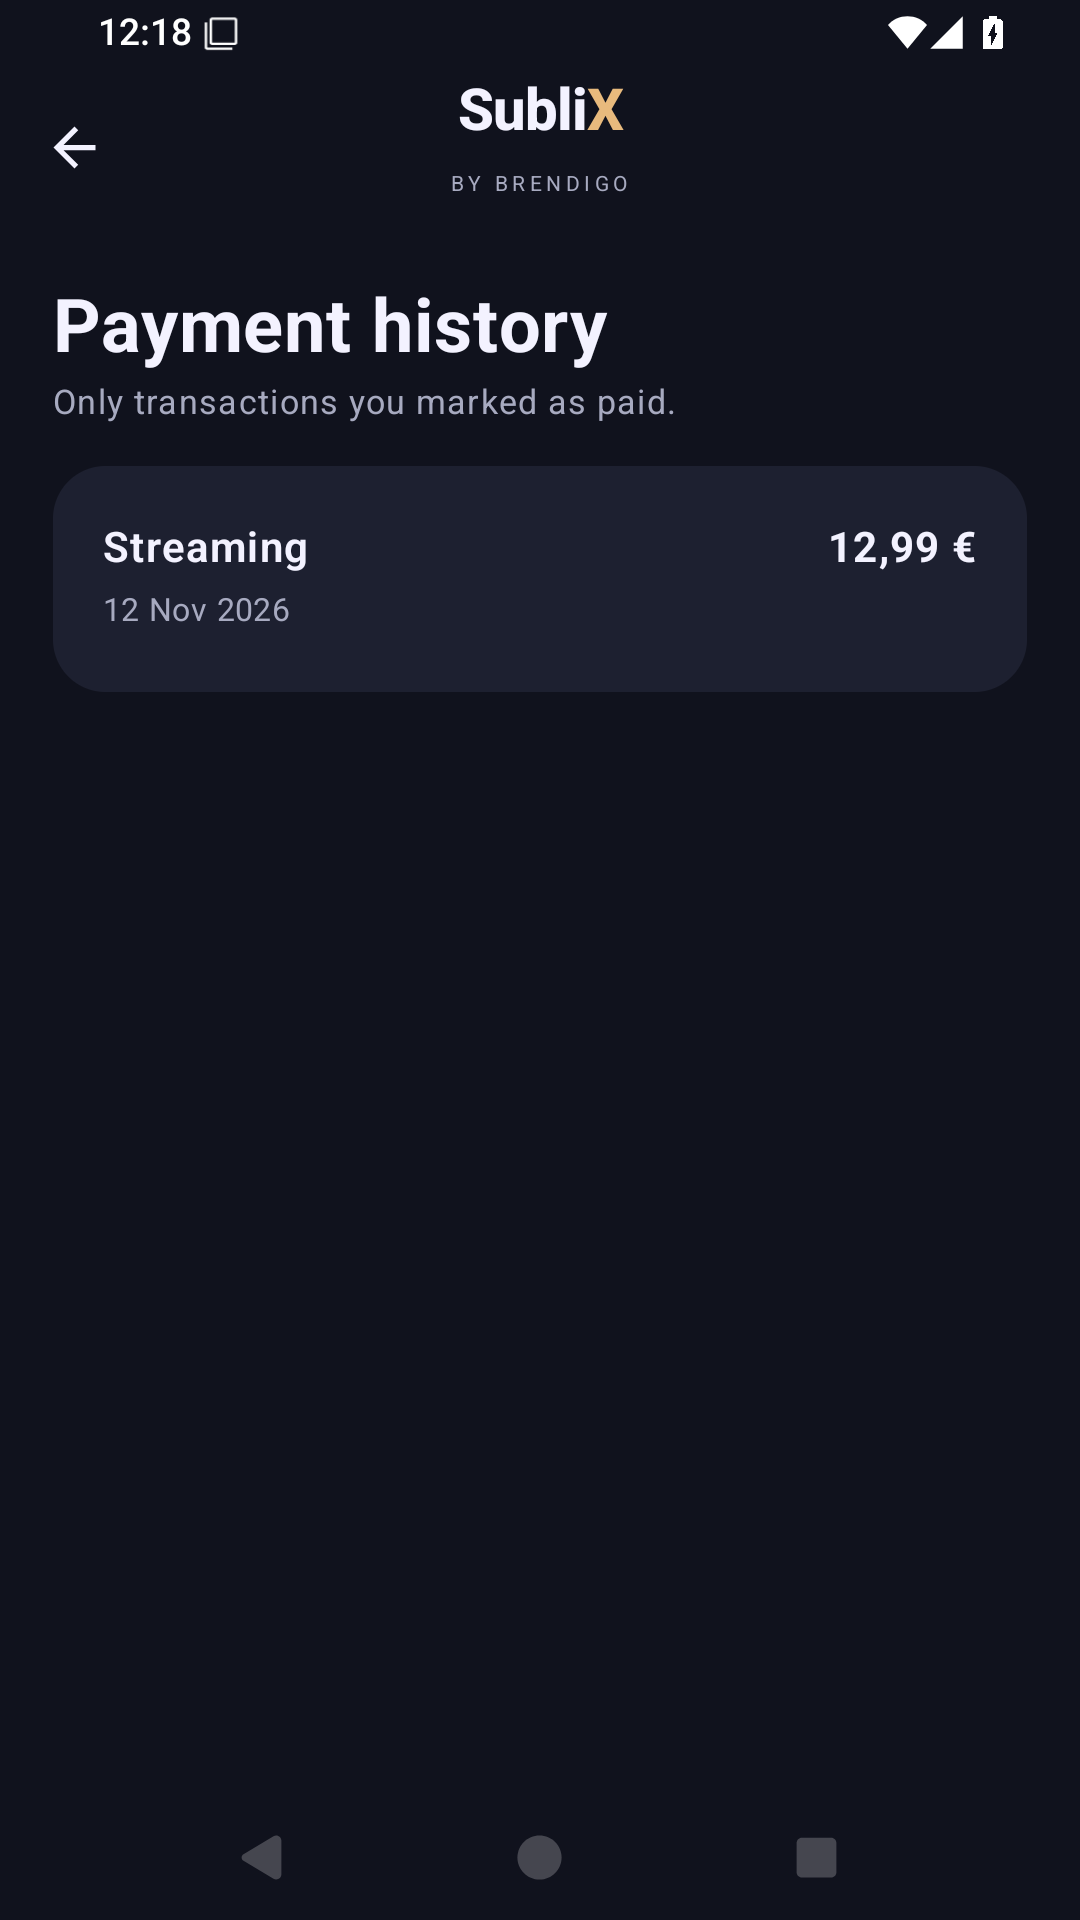 12:18
SubliX
BY BRENDIGO
Payment history
Only transactions you marked as paid.
Streaming 12,99 €
12 Nov 2026